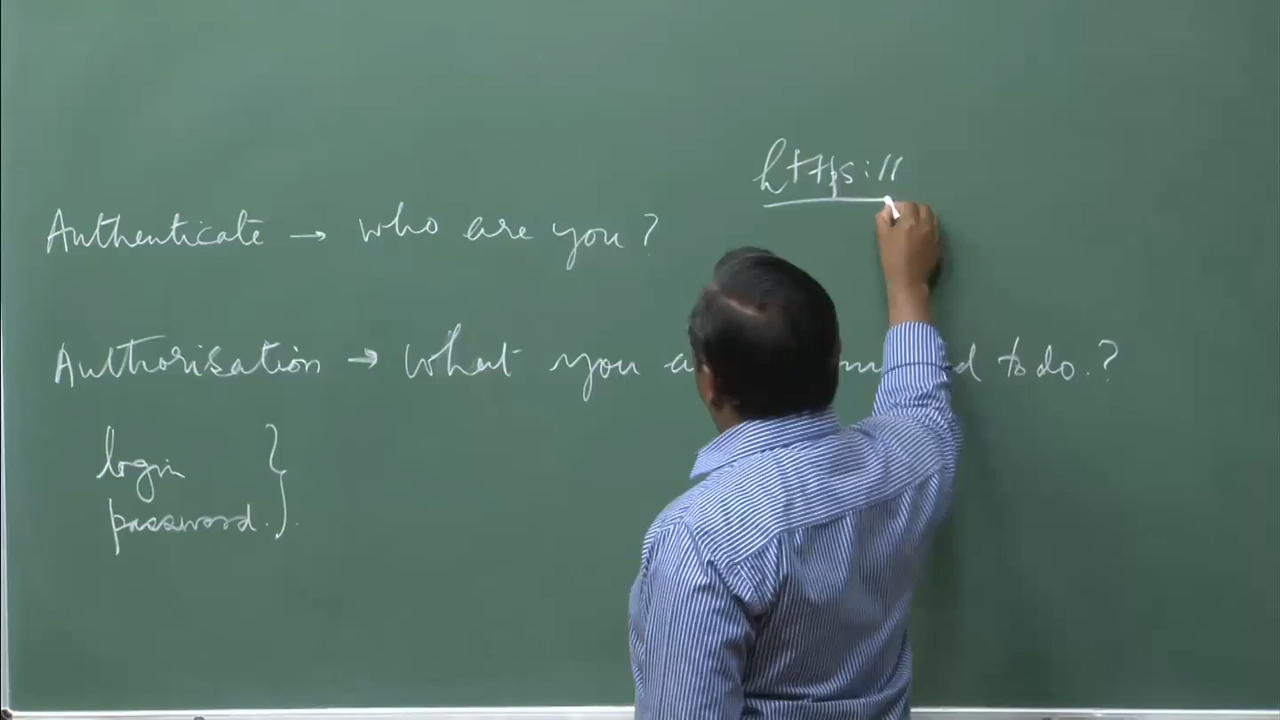 https://
Authenticate → who are you?
Authorisation → What you to do.?
login }
password. }.